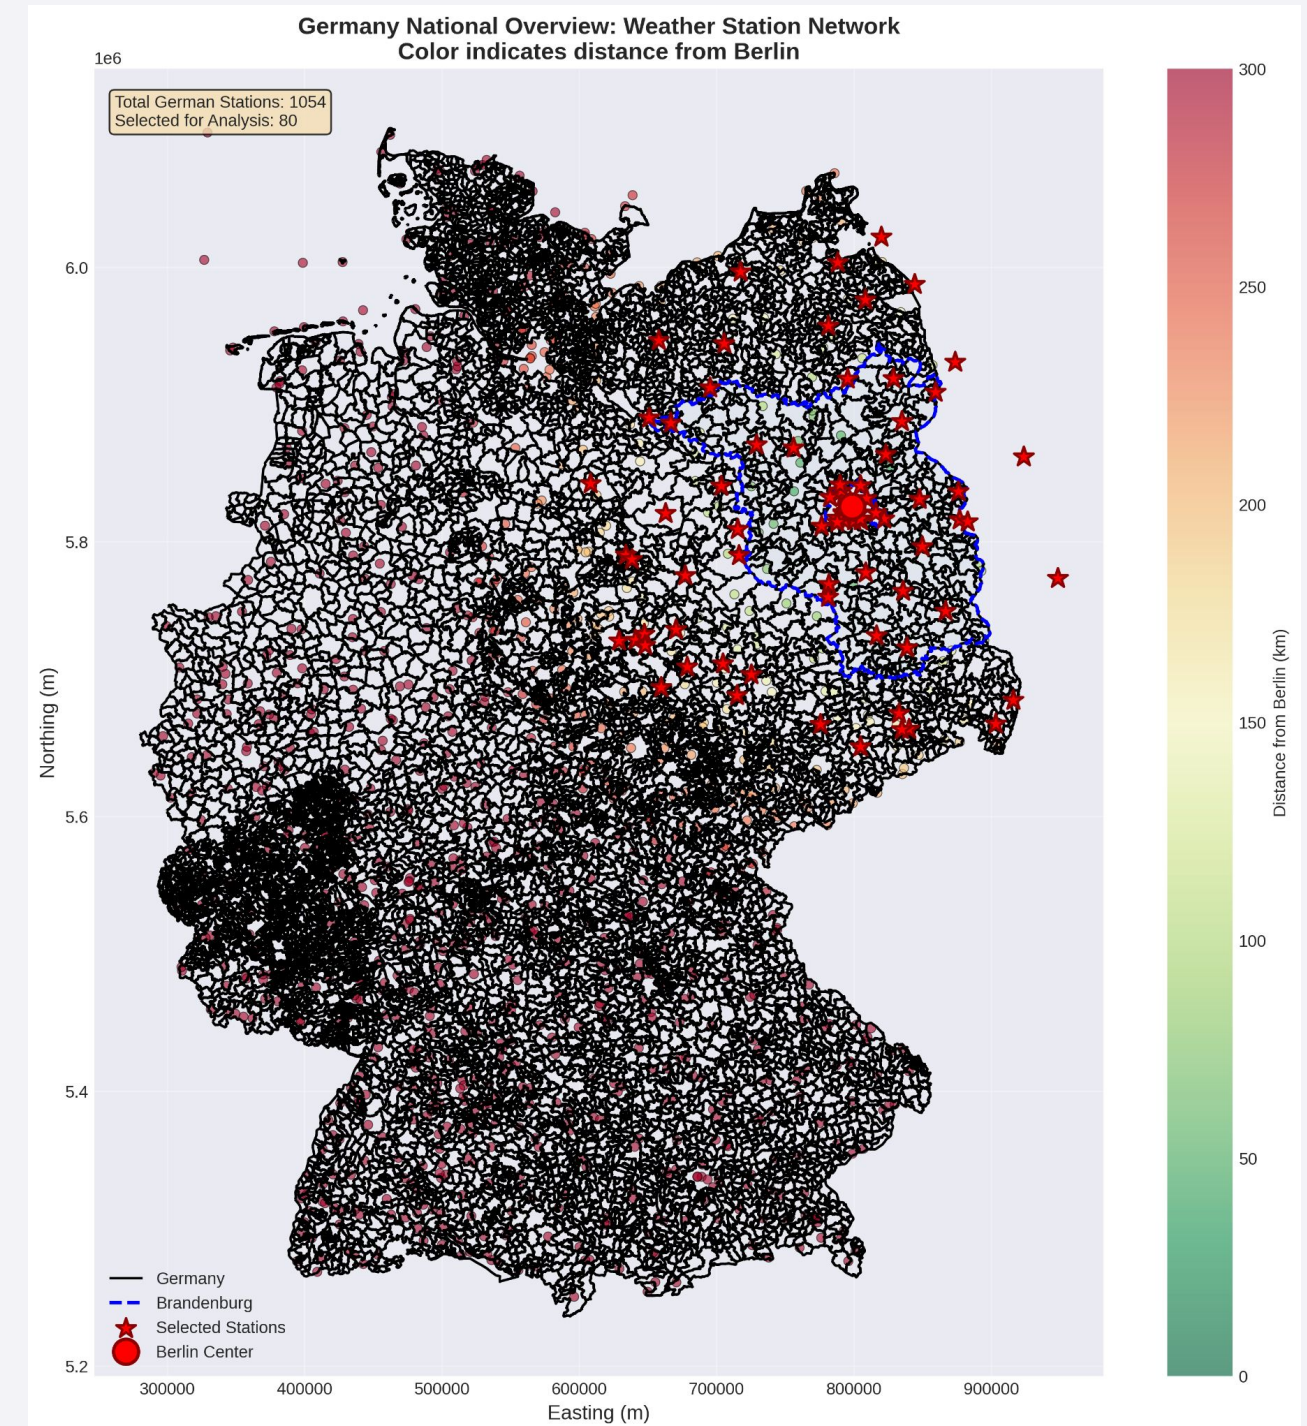 Germany National Overview: Weather Station Network
Color indicates distance from Berlin
1e6
Total German Stations: 1054
Selected for Analysis: 80
6.0
5.8
5.6
5.4
5.2
Northing (m)
Germany
Brandenburg
Selected Stations
Berlin Center
300000
400000
500000
600000
700000
800000
900000
Easting (m)
300
250
200
150
100
50
0
Distance from Berlin (km)